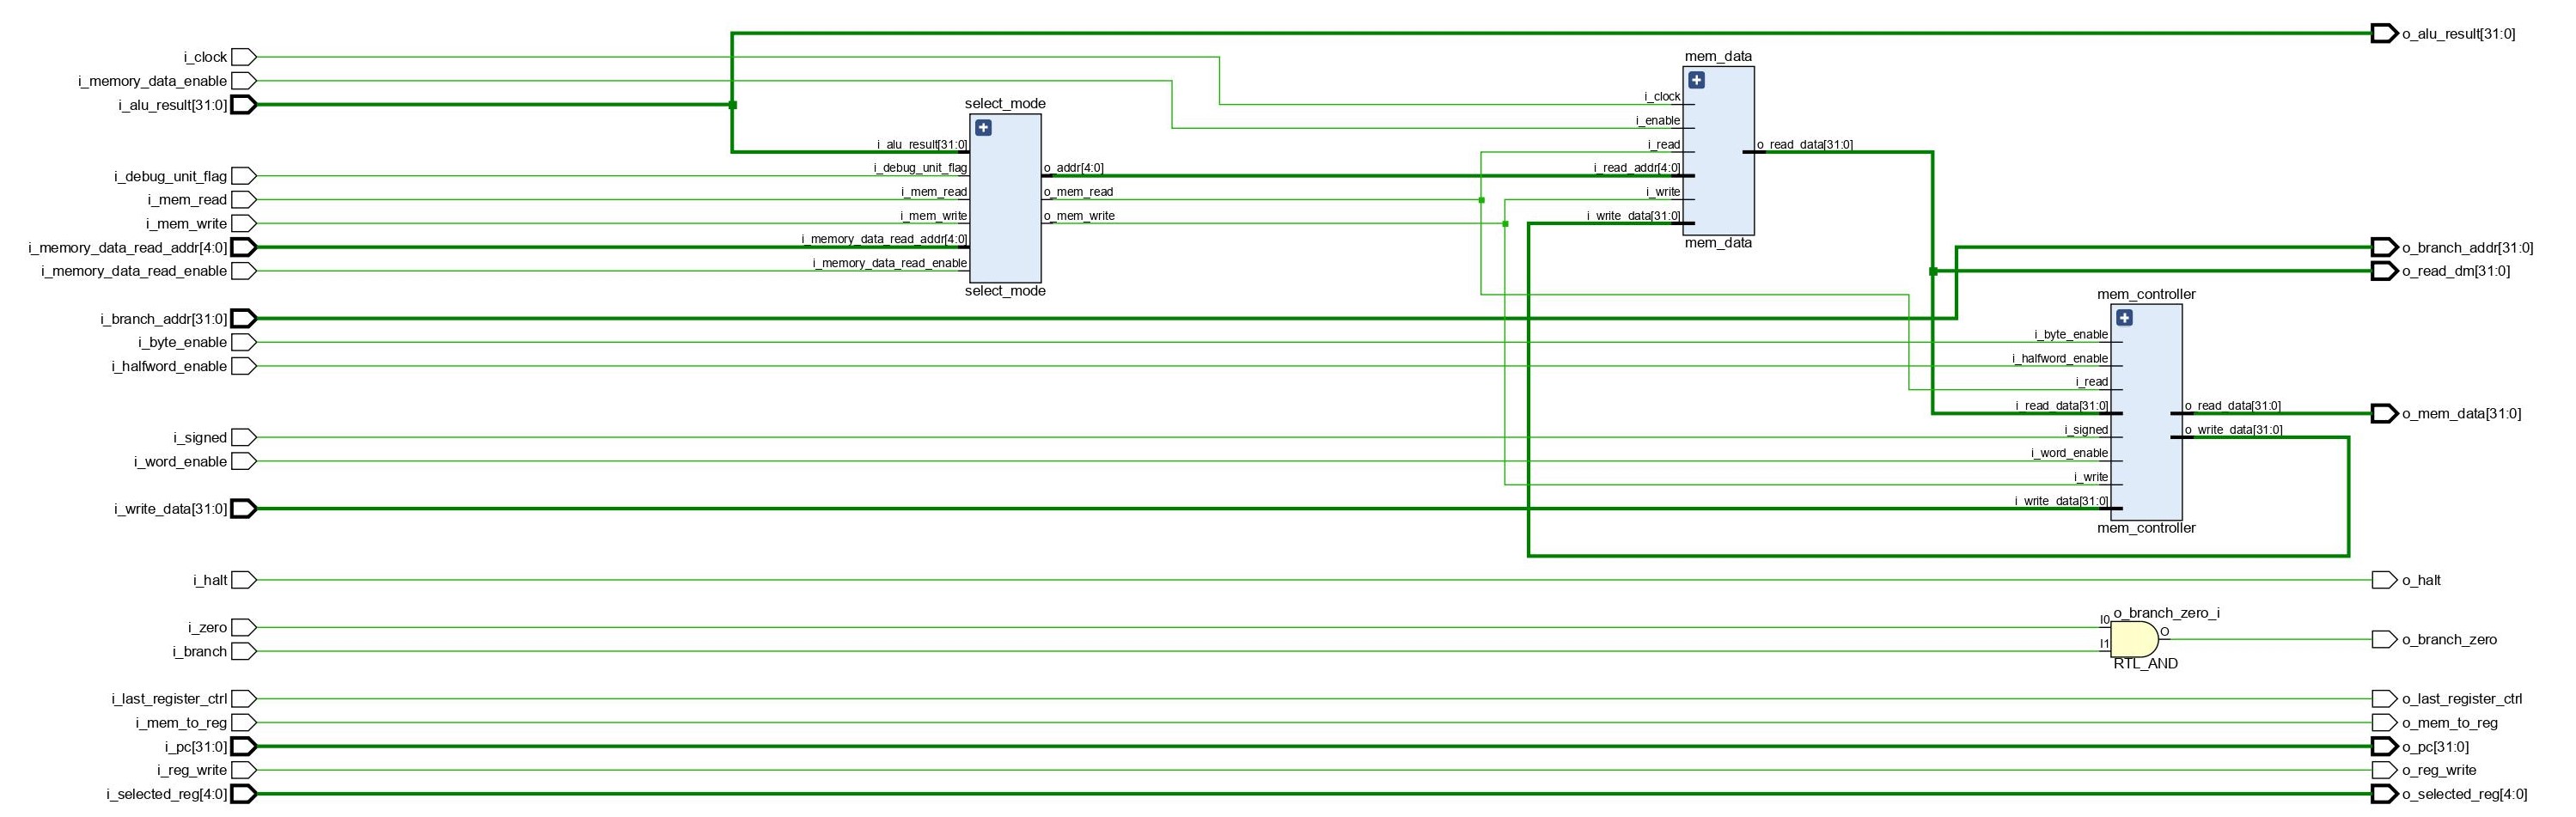 i_clock
i_memory_data_enable
i_alu_result[31:0]
i_debug_unit_flag
i_mem_read
i_mem_write
i_memory_data_read_addr[4:0]
i_memory_data_read_enable
i_branch_addr[31:0]
i_byte_enable
i_halfword_enable
i_signed
i_word_enable
i_write_data[31:0]
i_halt
i_zero
i_branch
i_last_register_ctrl
i_mem_to_reg
i_pc[31:0]
i_reg_write
i_selected_reg[4:0]
select_mode
i_alu_result[31:0]
i_debug_unit_flag
i_mem_read
i_mem_write
i_memory_data_read_addr[4:0]
i_memory_data_read_enable
o_addr[4:0]
o_mem_read
o_mem_write
select_mode
mem_data
i_clock
i_enable
i_read
i_read_addr[4:0]
i_write
i_write_data[31:0]
o_read_data[31:0]
mem_data
mem_controller
i_byte_enable
i_halfword_enable
i_read
i_read_data[31:0]
i_signed
i_word_enable
i_write
i_write_data[31:0]
o_read_data[31:0]
o_write_data[31:0]
mem_controller
o_branch_zero_i
I0
I1
O
RTL_AND
o_alu_result[31:0]
o_branch_addr[31:0]
o_read_dm[31:0]
o_mem_data[31:0]
o_halt
o_branch_zero
o_last_register_ctrl
o_mem_to_reg
o_pc[31:0]
o_reg_write
o_selected_reg[4:0]